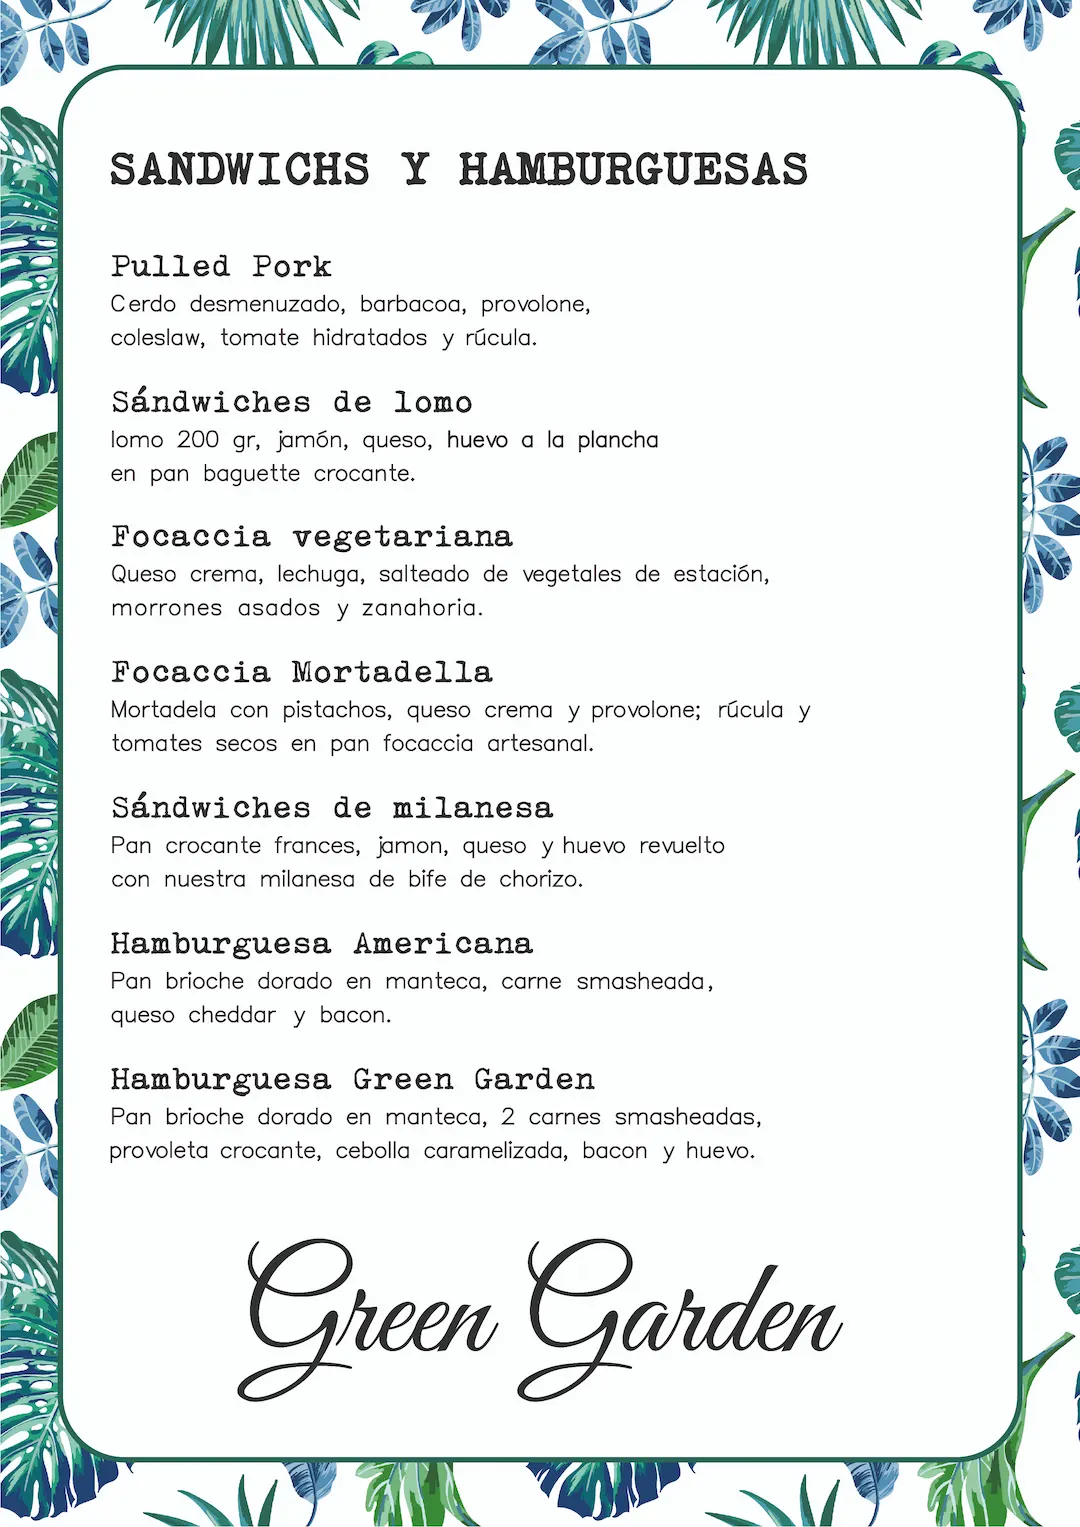 SANDWICHS Y HAMBURGUESAS
Pulled Pork
Cerdo desmenuzado, barbacoa, provolone,
coleslaw, tomate hidratados y rúcula.
Sándwiches de lomo
lomo 200 gr, jamón, queso, huevo a la plancha
en pan baguette crocante.
Focaccia vegetariana
Queso crema, lechuga, salteado de vegetales de estación,
morrones asados y zanahoria.
Focaccia Mortadella
Mortadela con pistachos, queso crema y provolone; rúcula y
tomates secos en pan focaccia artesanal.
Sándwiches de milanesa
Pan crocante frances, jamon, queso y huevo revuelto
con nuestra milanesa de bife de chorizo.
Hamburguesa Americana
Pan brioche dorado en manteca, carne smasheada,
queso cheddar y bacon.
Hamburguesa Green Garden
Pan brioche dorado en manteca, 2 carnes smasheadas,
provoleta crocante, cebolla caramelizada, bacon y huevo.
Green Garden